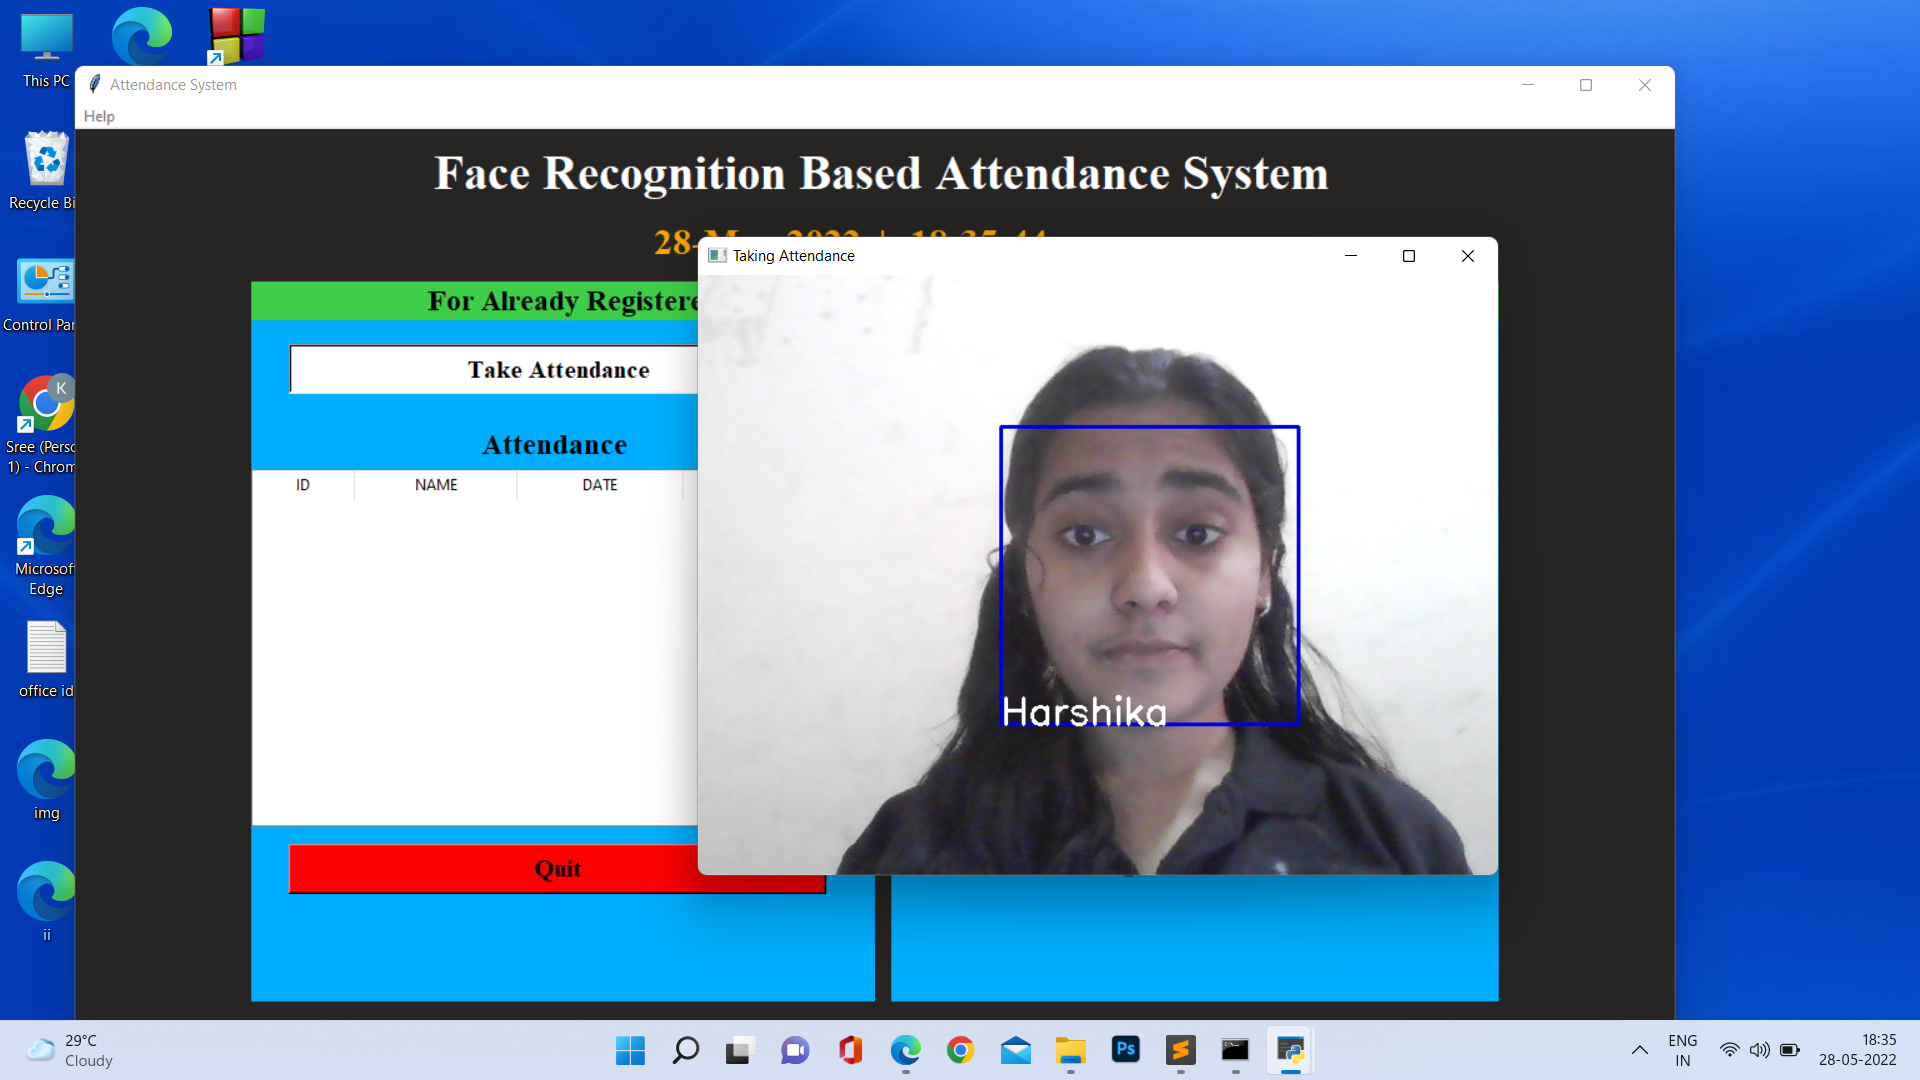 This PC
Attendance System
Help
Recycle Bi
Face Recognition Based Attendance System
28-
Taking Attendance
Control Par
For Already Registere
Take Attendance
K
Sree (Perso
1) - Chrom
Attendance
ID NAME DATE
Microsof
Edge
office id
Harshika
img
Quit
ii
29°C
Cloudy
Ps
ENG
IN
18:35
28-05-2022